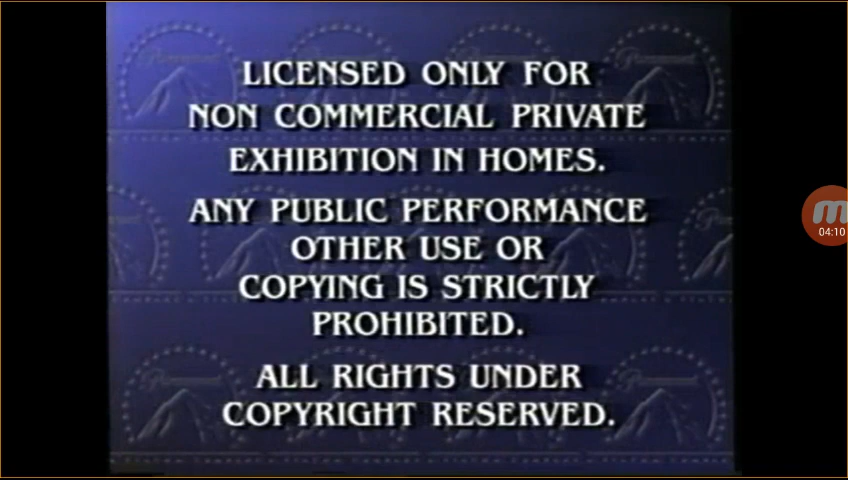 LICENSED ONLY FOR
NON COMMERCIAL PRIVATE
EXHIBITION IN HOMES.
ANY PUBLIC PERFORMANCE
OTHER USE OR
COPYING IS STRICTLY
PROHIBITED.
ALL RIGHTS UNDER
COPYRIGHT RESERVED.
04:10